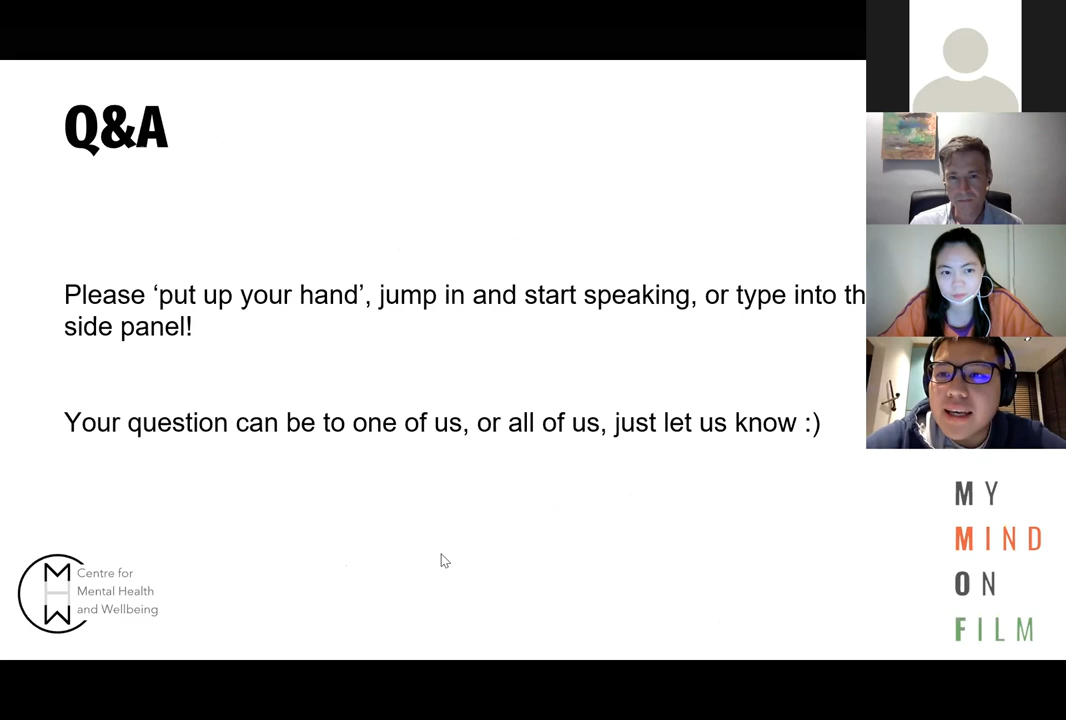 Q&A
Please ‘put up your hand’, jump in and start speaking, or type into th
side panel!
Your question can be to one of us, or all of us, just let us know :)
MHW
Centre for
Mental Health
and Wellbeing
MY
MIND
ON
FILM